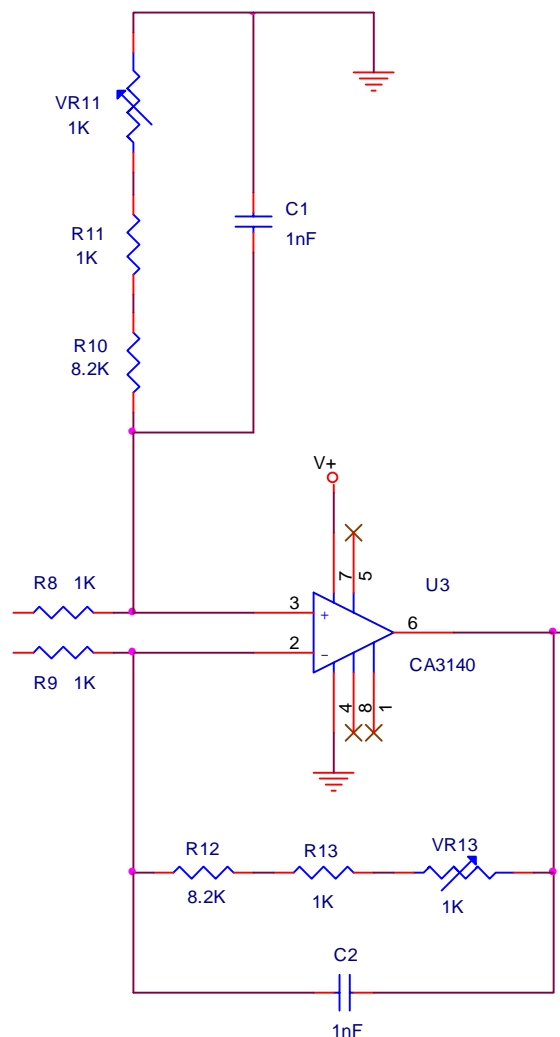 VR11
1K
C1
1nF
R11
1K
R10
8.2K
V+
7
5
R8 1K
3
+
U3
6
R9 1K
2
-
CA3140
4
8
1
R12
8.2K
R13
1K
VR13
1K
C2
1nF